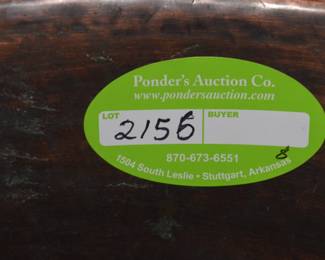 Ponder's Auction Co.
www.pondersauction.com
LOT
BUYER
2156
870-673-6551
1504 South Leslie • Stuttgart, Arkansas